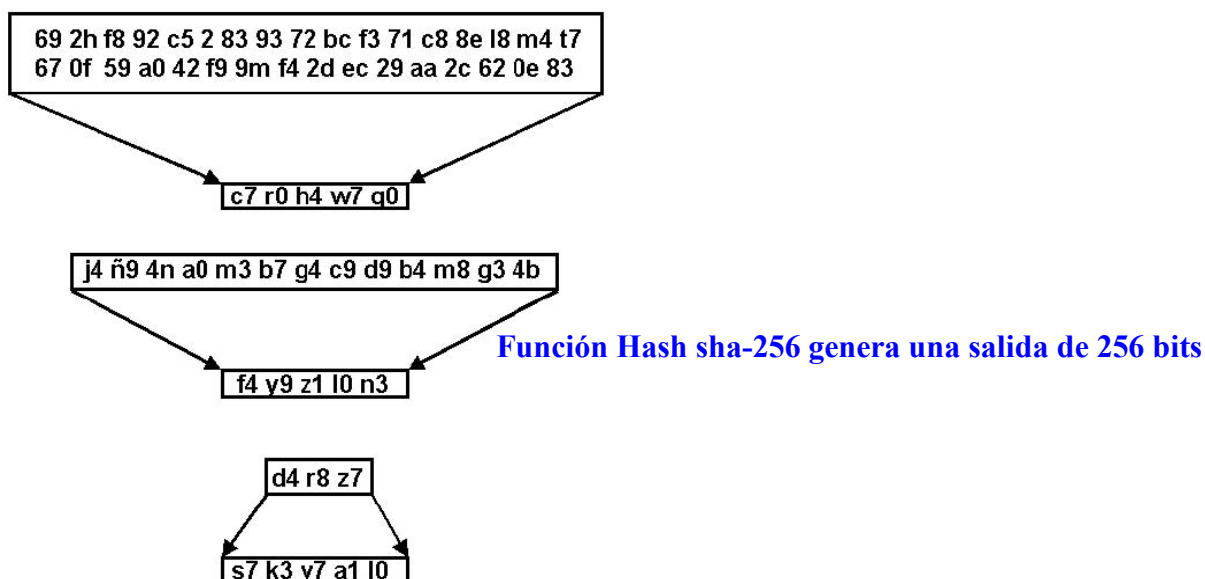 69 2h f8 92 c5 2 83 93 72 bc f3 71 c8 8e l8 m4 t7
67 0f 59 a0 42 f9 9m f4 2d ec 29 aa 2c 62 0e 83
c7 r0 h4 w7 q0
j4 ñ9 4n a0 m3 b7 g4 c9 d9 b4 m8 g3 4b
Función Hash sha-256 genera una salida de 256 bits
f4 y9 z1 l0 n3
d4 r8 z7
s7 k3 v7 a1 l0